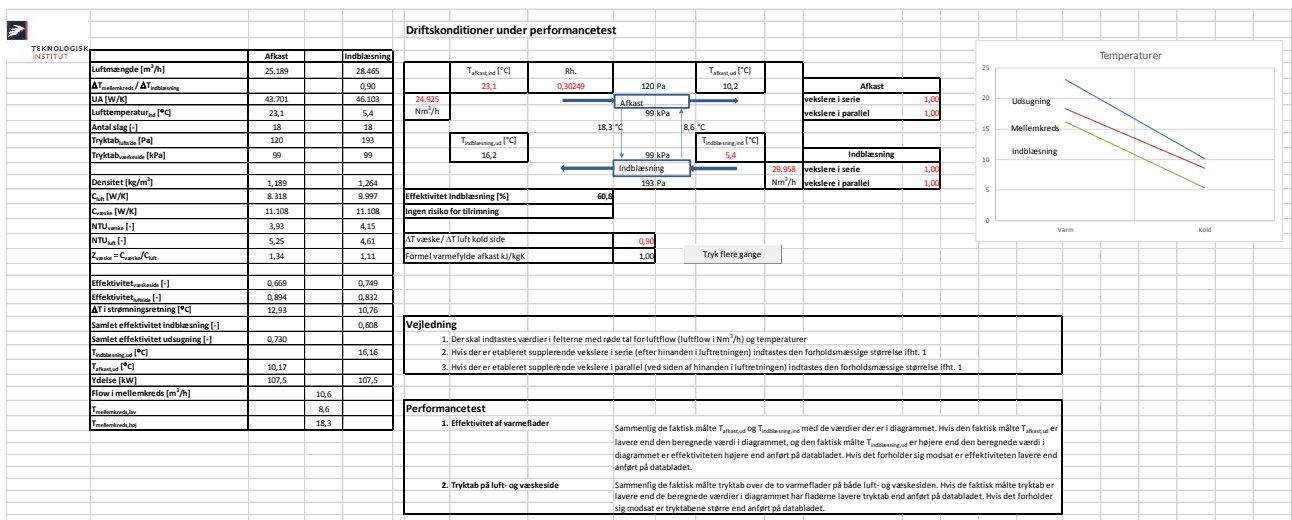 Driftskonditioner under performancetest
TEKNOLOGISK
INSTITUT
Afkast Indblæsning
Luftmængde [m³/h] 25.189 28.465
ΔTmellemkreds / ΔTindblæsning 0,90
UA [W/K] 43.701 46.103
Lufttemperaturind [°C] 23,1 5,4
Antal slag [-] 18 18
Tryktabluftside [Pa] 120 193
Tryktabvæskeside [kPa] 99 99
Densitet [kg/m³] 1,189 1,264
Cluft [W/K] 8.318 9.997
Cvæske [W/K] 11.108 11.108
NTUvæske [-] 3,93 4,15
NTUluft [-] 5,25 4,61
Zvæske = Cvæske/Cluft 1,34 1,11
Effektivitetvæskeside [-] 0,669 0,749
Effektivitetluftside [-] 0,894 0,832
ΔT i strømningsretning [°C] 12,93 10,76
Samlet effektivitet indblæsning [-] 0,608
Samlet effektivitet udsugning [-] 0,730
Tindblæsning,ud [°C] 16,16
Tafkast,ud [°C] 10,17
Ydelse [kW] 107,5 107,5
Flow i mellemkreds [m³/h] 10,6
Tmellemkreds,lav 8,6
Tmellemkreds,høj 18,3
Tafkast,ind [°C] Rh. Tafkast,ud [°C]
23,1 0,30249 120 Pa 10,2
24.925
Nm³/h
Afkast
99 kPa
18,3 °C 8,6 °C
Tindblæsning,ud [°C] Tindblæsning,ind [°C]
16,2 99 kPa 5,4
Indblæsning
193 Pa
29.958
Nm³/h
Effektivitet Indblæsning [%] 60,8
Ingen risiko for tilrimning
ΔT væske/ ΔT luft kold side 0,90
Formel varmefylde afkast kJ/kgK 1,00
Tryk flere gange
Afkast
vekslere i serie 1,00
vekslere i parallel 1,00
Indblæsning
vekslere i serie 1,00
vekslere i parallel 1,00
Temperaturer
25
20
15
10
5
0
Udsugning
Mellemkreds
Indblæsning
Varm Kold
Vejledning
1. Der skal indtastes værdier i felterne med røde tal for luftflow (luftflow i Nm³/h) og temperaturer
2. Hvis der er etableret supplerende vekslere i serie (efter hinanden i luftretningen) indtastes den forholdsmæssige størrelse ifht. 1
3. Hvis der er etableret supplerende vekslere i parallel (ved siden af hinanden i luftretningen) indtastes den forholdsmæssige størrelse ifht. 1
Performancetest
1. Effektivitet af varmeflader
Sammenlig de faktisk målte Tafkast,ud og Tindblæsning,ind med de værdier der er i diagrammet. Hvis den faktisk målte Tafkast,ud er
lavere end den beregnede værdi i diagrammet, og den faktisk målte Tindblæsning,ud er højere end den beregnede værdi i
diagrammet er effektiviteten højere end anført på databladet. Hvis det forholder sig modsat er effektiviteten lavere end
anført på databladet.
2. Tryktab på luft- og væskeside
Sammenlig de faktisk målte tryktab over de to varmeflader på både luft- og væskesiden. Hvis de faktisk målte tryktab er
lavere end de beregnede værdier i diagrammet har fladerne lavere tryktab end anført på databladet. Hvis det forholder
sig modsat er tryktabene større end anført på databladet.